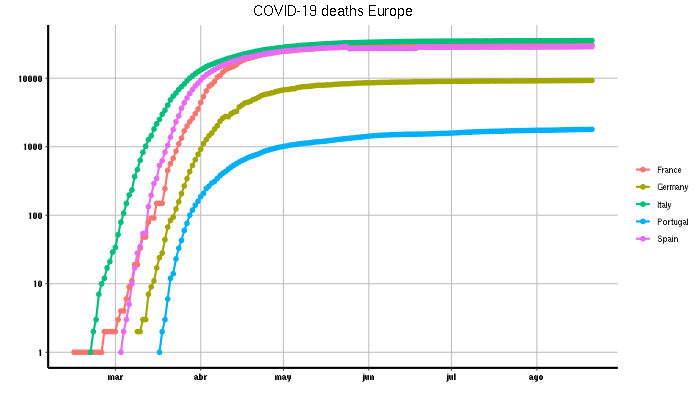 COVID-19 deaths Europe
10000
1000
100
10
1
mar abr may jun jul ago
France
Germany
Italy
Portugal
Spain